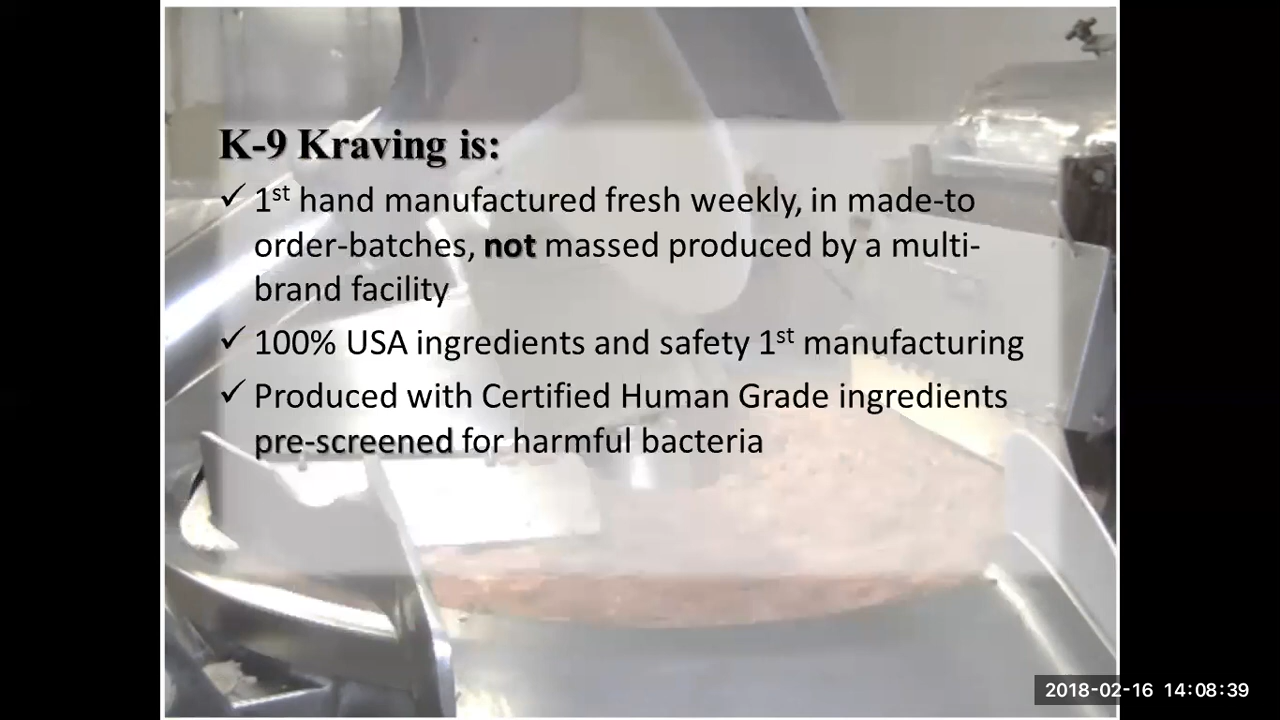 K-9 Kraving is:
✓ 1st hand manufactured fresh weekly, in made-to
order-batches, not massed produced by a multi-
brand facility
✓ 100% USA ingredients and safety 1st manufacturing
✓ Produced with Certified Human Grade ingredients
pre-screened for harmful bacteria
2018-02-16 14:08:39